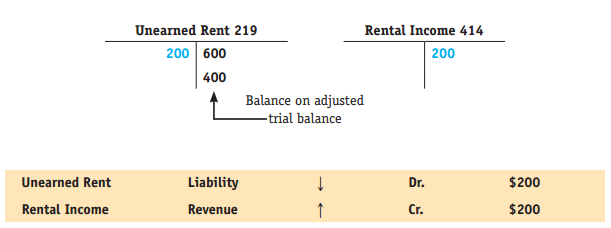 Unearned Rent 219 Rental Income 414
200 600 200
400
Balance on adjusted
trial balance
Unearned Rent Liability ↓ Dr. $200
Rental Income Revenue ↑ Cr. $200